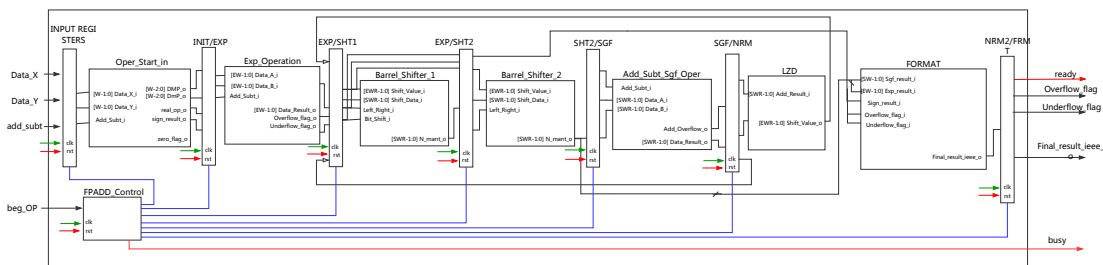 INPUT REGI
STERS
INIT/EXP
EXP/SHT1
EXP/SHT2
SHT2/SGF
SGF/NRM
NRM2/FRM
T
Data_X
Data_Y
add_subt
clk
rst
Oper_Start_in
[W-1:0] Data_X_i
[W-1:0] Data_Y_i
Add_Subt_i
[W-2:0] DMP_o
[W-2:0] DmP_o
real_op_o
sign_result_o
zero_flag_o
clk
rst
Exp_Operation
[EW-1:0] Data_A_i
[EW-1:0] Data_B_i
Add_Subt_i
[EW-1:0] Data_Result_o
Overflow_flag_o
Underflow_flag_o
clk
rst
Barrel_Shifter_1
[EWR-1:0] Shift_Value_i
[SWR-1:0] Shift_Data_i
Left_Right_i
Bit_Shift_i
[SWR-1:0] N_mant_o
clk
rst
Barrel_Shifter_2
[EWR-1:0] Shift_Value_i
[SWR-1:0] Shift_Data_i
Left_Right_i
[SWR-1:0] N_mant_o
clk
rst
Add_Subt_Sgf_Oper
Add_Subt_i
[SWR-1:0] Data_A_i
[SWR-1:0] Data_B_i
Add_Overflow_o
[SWR-1:0] Data_Result_o
clk
rst
LZD
[SWR-1:0] Add_Result_i
[EWR-1:0] Shift_Value_o
FORMAT
[SW-1:0] Sgf_result_i
[EW-1:0] Exp_result_i
Sign_result_i
Overflow_flag_i
Underflow_flag_i
Final_result_ieee_o
clk
rst
ready
Overflow_flag
Underflow_flag
Final_result_ieee_
beg_OP
FPADD_Control
clk
rst
busy